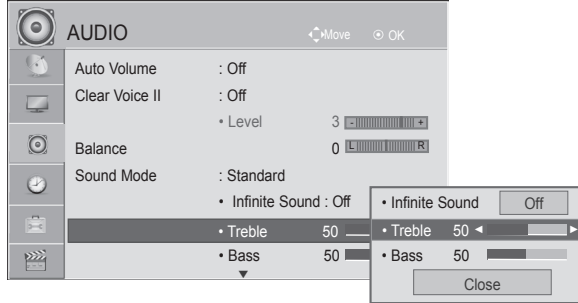 AUDIO
Move
OK
Auto Volume : Off
Clear Voice II : Off
• Level 3 - +
Balance 0 L R
Sound Mode : Standard
• Infinite Sound : Off
• Treble 50
• Bass 50
• Infinite Sound Off
• Treble 50
• Bass 50
Close